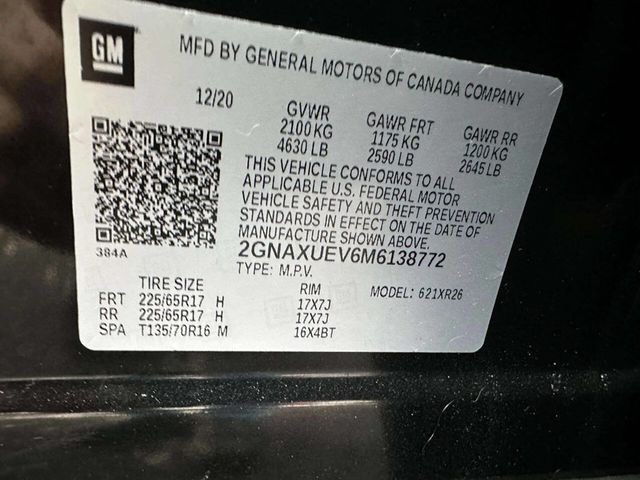 GM
MFD BY GENERAL MOTORS OF CANADA COMPANY
12/20 GVWR GAWR FRT GAWR RR
2100 KG 1175 KG 1200 KG
4630 LB 2590 LB 2645 LB
THIS VEHICLE CONFORMS TO ALL
APPLICABLE U.S. FEDERAL MOTOR
VEHICLE SAFETY AND THEFT PREVENTION
STANDARDS IN EFFECT ON THE DATE OF
MANUFACTURE SHOWN ABOVE.
384A 2GNAXUEV6M6138772
TYPE: M.P.V. MODEL: 621XR26
TIRE SIZE RIM
FRT 225/65R17 H 17X7J
RR 225/65R17 H 17X7J
SPA T135/70R16 M 16X4BT